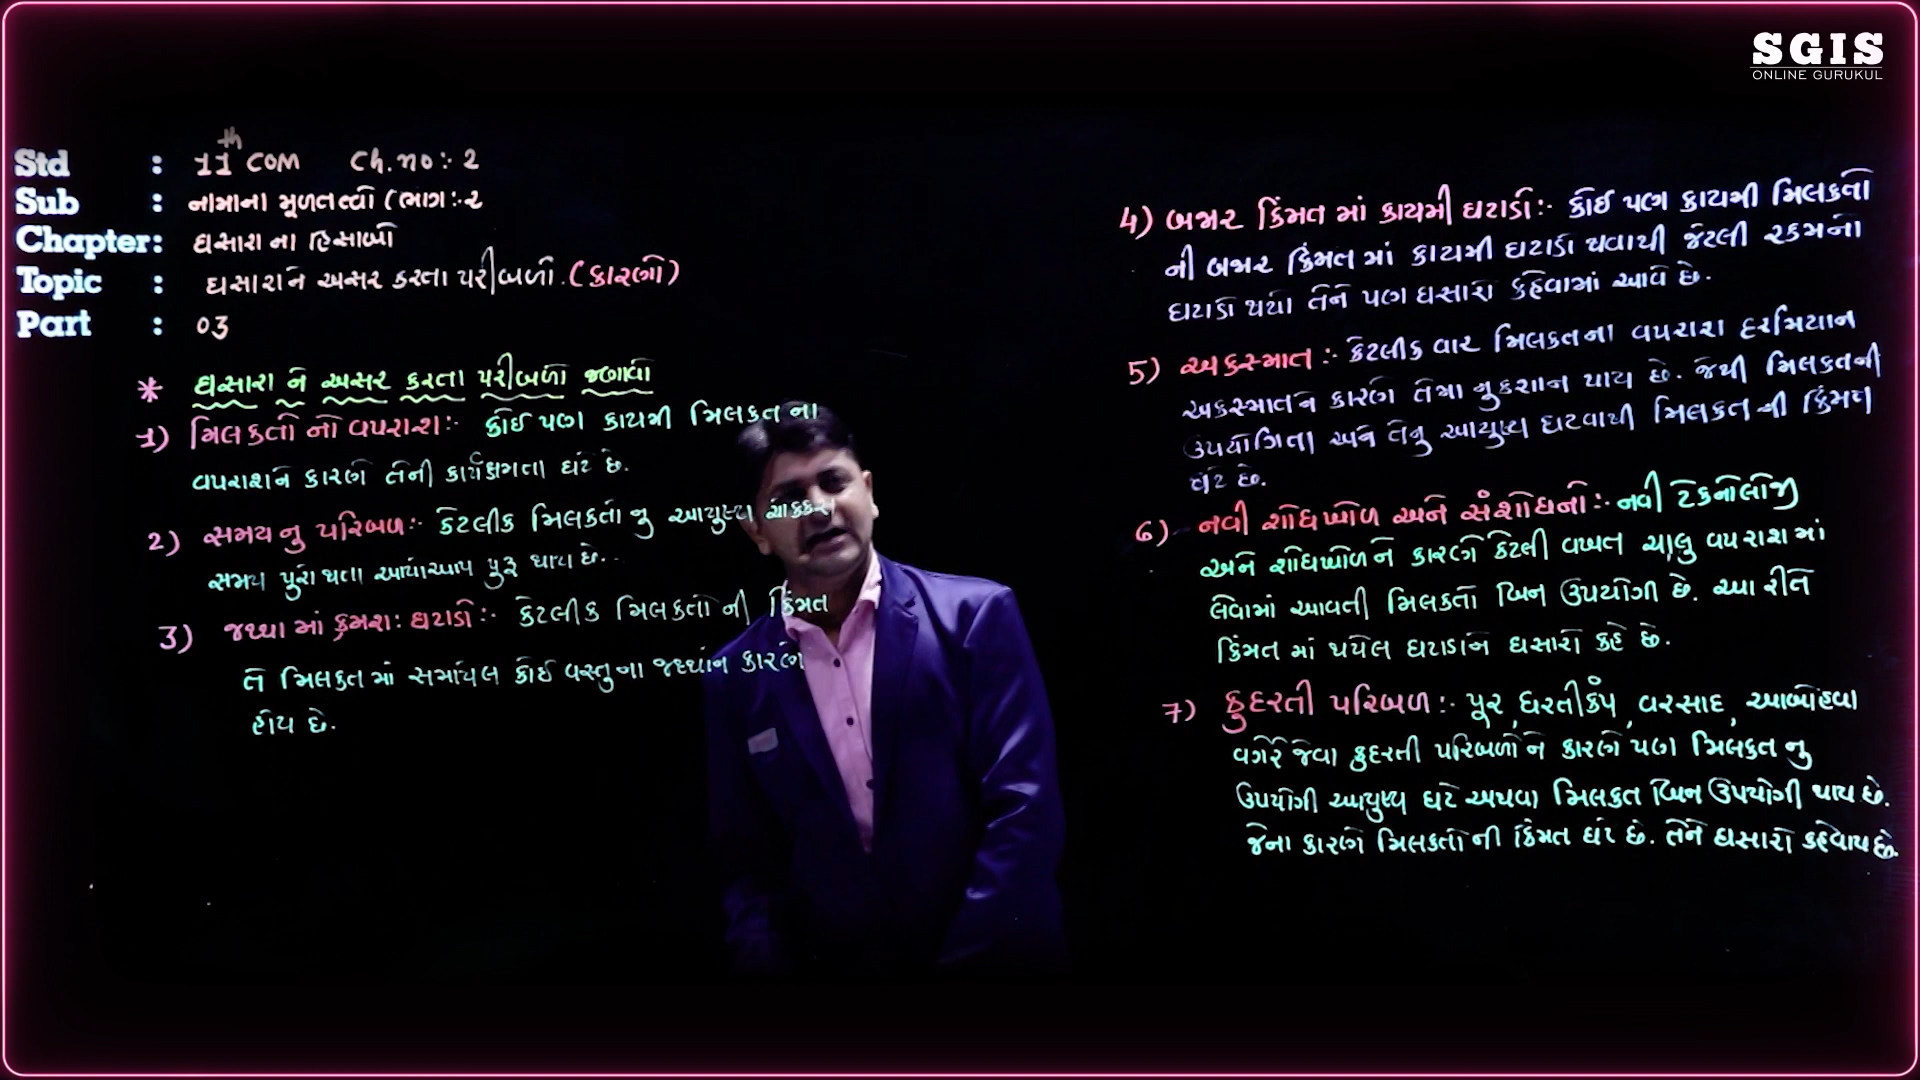 SGIS
ONLINE GURUKUL
Std : 11th COM Ch.no:- 2
Sub : નામાના મૂળતત્વો (ભાગ:-૨
Chapter: ઘસારા ના હિસાબો
Topic : ઘસારાને અસર કરતા પરીબળો. (કારણો)
Part : 03
* ઘસારા ને અસર કરતા પરીબળો જણાવો
1) મિલકતો નો વપરાશ:- કોઈ પણ કાયમી મિલકત ના
વપરાશને કારણે તેની કાર્યક્ષમતા ઘટે છે.
2) સમય નુ પરિબળ:- કેટલીક મિલકતો નુ આયુષ્ય ચોક્કસ
સમય પૂરો થતા આપોઆપ પુરૂ થાય છે..
3) જથ્થા માં ક્રમશ: ઘટાડો:- કેટલીક મિલકતો ની કિંમત
તે મિલકત માં સમાયેલ કોઈ વસ્તુ ના જથ્થાને કારણે
હોય છે.
4) બજાર કિંમત માં કાયમી ઘટાડો:- કોઈ પણ કાયમી મિલકતો
ની બજાર કિંમત માં કાયમી ઘટાડો થવાથી જેટલી રકમનો
ઘટાડો થયો તેને પણ ઘસારો કહેવામાં આવે છે.
5) અકસ્માત:- કેટલીક વાર મિલકત ના વપરાશ દરમિયાન
અકસ્માતને કારણે તેમા નુકશાન થાય છે. જેથી મિલકતની
ઉપયોગિતા અને તેનુ આયુષ્ય ઘટવાથી મિલકત ની કિંમત
ઘટે છે.
6) નવી શોધખોળ અને સંશોધનો:- નવી ટેકનોલોજી
અને શોધખોળ ને કારણે કેટલી વખત ચાલુ વપરાશ માં
લેવામાં આવતી મિલકતો બિન ઉપયોગી છે. આ રીતે
કિંમત માં થયેલ ઘટાડાને ઘસારો કહે છે.
7) કુદરતી પરિબળ:- પૂર, ધરતીકંપ, વરસાદ, આબોહવા
વગેરે જેવા કુદરતી પરિબળો ને કારણે પણ મિલકત નુ
ઉપયોગી આયુષ્ય ઘટે અથવા મિલકત બિન ઉપયોગી થાય છે.
જેના કારણે મિલકતો ની કિંમત ઘટે છે. તેને ઘસારો કહેવાય છે.